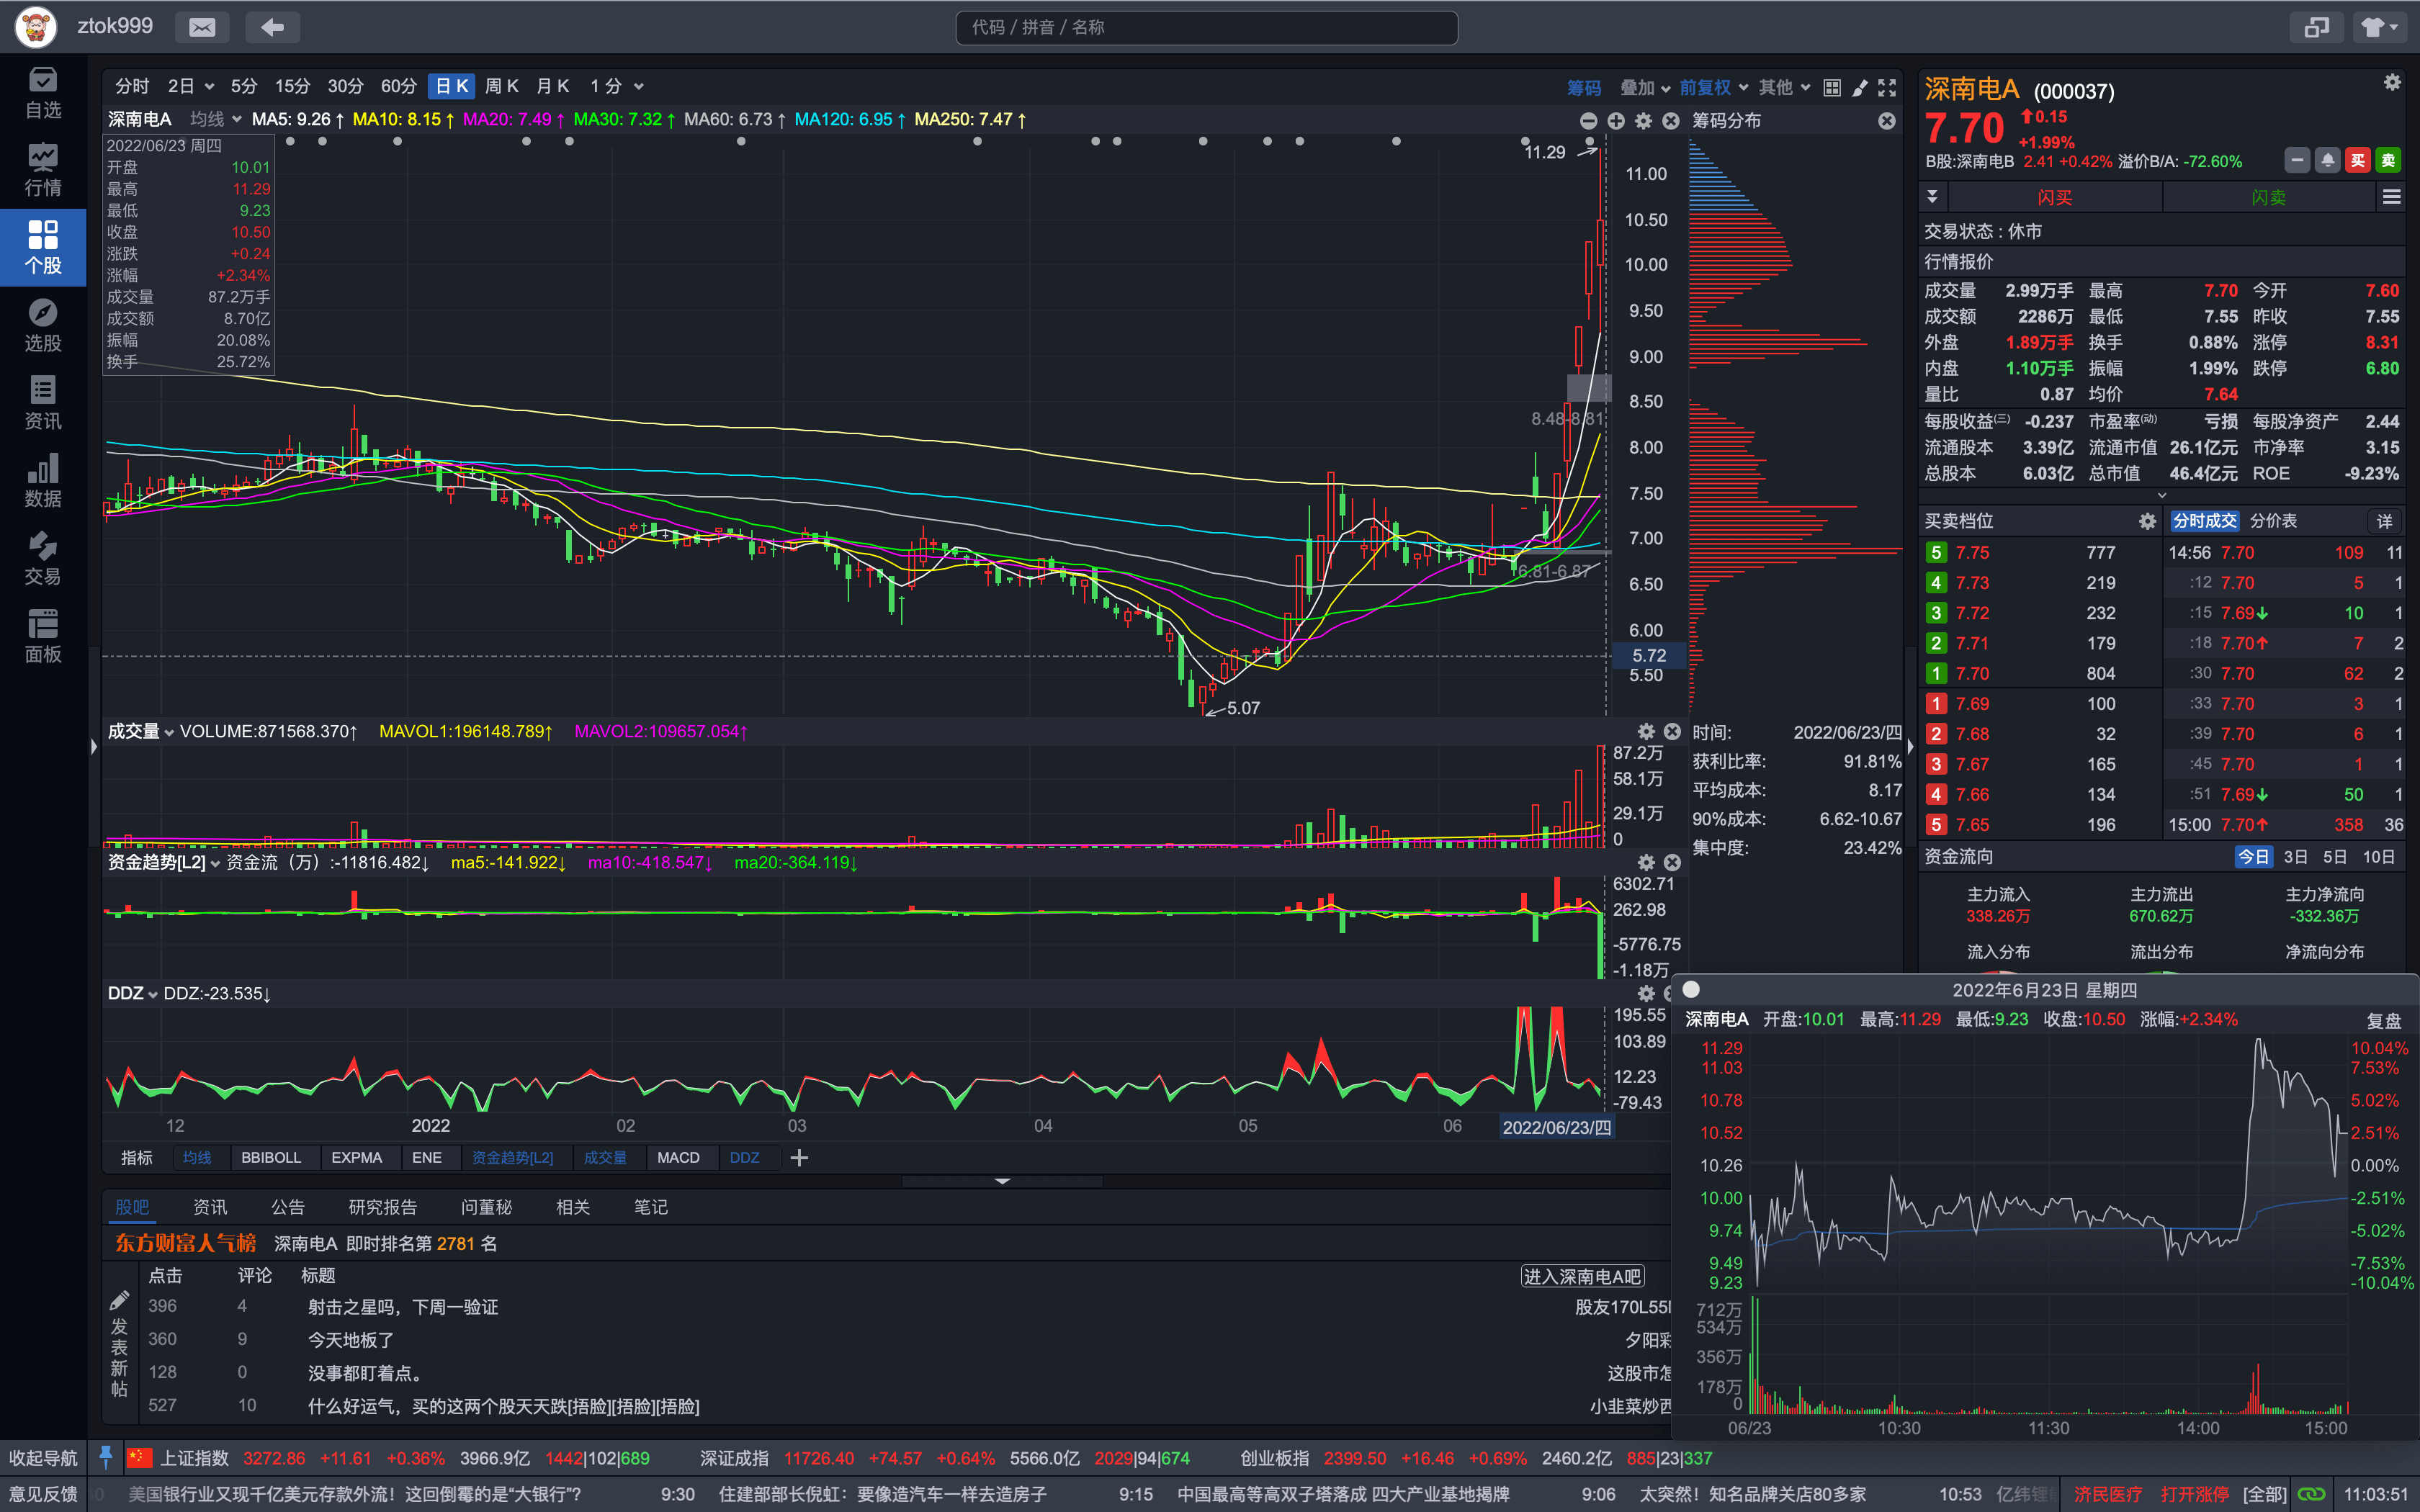 ztok999
代码 / 拼音 / 名称
自选
行情
个股
选股
资讯
数据
交易
面板
分时 2日 5分 15分 30分 60分 日K 周K 月K 1分 筹码 叠加 前复权 其他
深南电A 均线 MA5: 9.26↑ MA10: 8.15↑ MA20: 7.49↑ MA30: 7.32↑ MA60: 6.73↑ MA120: 6.95↑ MA250: 7.47↑
2022/06/23 周四
开盘 10.01
最高 11.29
最低 9.23
收盘 10.50
涨跌 +0.24
涨幅 +2.34%
成交量 87.2万手
成交额 8.70亿
振幅 20.08%
换手 25.72%
11.29
8.48-8.81
6.81-6.87
5.07
11.00
10.50
10.00
9.50
9.00
8.50
8.00
7.50
7.00
6.50
6.00
5.72
5.50
筹码分布
时间: 2022/06/23/四
获利比率: 91.81%
平均成本: 8.17
90%成本: 6.62-10.67
集中度: 23.42%
成交量 VOLUME:871568.370↑ MAVOL1:196148.789↑ MAVOL2:109657.054↑
87.2万
58.1万
29.1万
0
资金趋势[L2] 资金流（万）:-11816.482↓ ma5:-141.922↓ ma10:-418.547↓ ma20:-364.119↓
6302.71
262.98
-5776.75
-1.18万
DDZ DDZ:-23.535↓
195.55
103.89
12.23
-79.43
12 2022 02 03 04 05 06 2022/06/23/四
指标 均线 BBIBOLL EXPMA ENE 资金趋势[L2] 成交量 MACD DDZ
股吧 资讯 公告 研究报告 问董秘 相关 笔记
东方财富人气榜 深南电A 即时排名第 2781 名
点击 评论 标题 进入深南电A吧
发表新帖
396 4 射击之星吗，下周一验证 股友170L55
360 9 今天地板了 夕阳彩
128 0 没事都盯着点。 这股市怎
527 10 什么好运气，买的这两个股天天跌[捂脸][捂脸][捂脸] 小韭菜炒西
深南电A (000037)
7.70 0.15
+1.99%
B股:深南电B 2.41 +0.42% 溢价B/A: -72.60% 买 卖
闪买 闪卖
交易状态 : 休市
行情报价
成交量 2.99万手 最高 7.70 今开 7.60
成交额 2286万 最低 7.55 昨收 7.55
外盘 1.89万手 换手 0.88% 涨停 8.31
内盘 1.10万手 振幅 1.99% 跌停 6.80
量比 0.87 均价 7.64
每股收益(三) -0.237 市盈率(动) 亏损 每股净资产 2.44
流通股本 3.39亿 流通市值 26.1亿元 市净率 3.15
总股本 6.03亿 总市值 46.4亿元 ROE -9.23%
买卖档位 分时成交 分价表 详
5 7.75 777 14:56 7.70 109 11
4 7.73 219 :12 7.70 5 1
3 7.72 232 :15 7.69↓ 10 1
2 7.71 179 :18 7.70↑ 7 2
1 7.70 804 :30 7.70 62 2
1 7.69 100 :33 7.70 3 1
2 7.68 32 :39 7.70 6 1
3 7.67 165 :45 7.70 1 1
4 7.66 134 :51 7.69↓ 50 1
5 7.65 196 15:00 7.70↑ 358 36
资金流向 今日 3日 5日 10日
主力流入 主力流出 主力净流向
338.26万 670.62万 -332.36万
流入分布 流出分布 净流向分布
2022年6月23日 星期四
深南电A 开盘:10.01 最高:11.29 最低:9.23 收盘:10.50 涨幅:+2.34% 复盘
11.29 10.04%
11.03 7.53%
10.78 5.02%
10.52 2.51%
10.26 0.00%
10.00 -2.51%
9.74 -5.02%
9.49 -7.53%
9.23 -10.04%
712万
534万
356万
178万
0
06/23 10:30 11:30 14:00 15:00
收起导航 上证指数 3272.86 +11.61 +0.36% 3966.9亿 1442|102|689 深证成指 11726.40 +74.57 +0.64% 5566.0亿 2029|94|674 创业板指 2399.50 +16.46 +0.69% 2460.2亿 885|23|337
意见反馈 美国银行业又现千亿美元存款外流！这回倒霉的是“大银行”？ 9:30 住建部部长倪虹：要像造汽车一样去造房子 9:15 中国最高等高双子塔落成 四大产业基地揭牌 9:06 太突然！知名品牌关店80多家 10:53 亿纬锂 济民医疗 打开涨停 [全部] 11:03:51